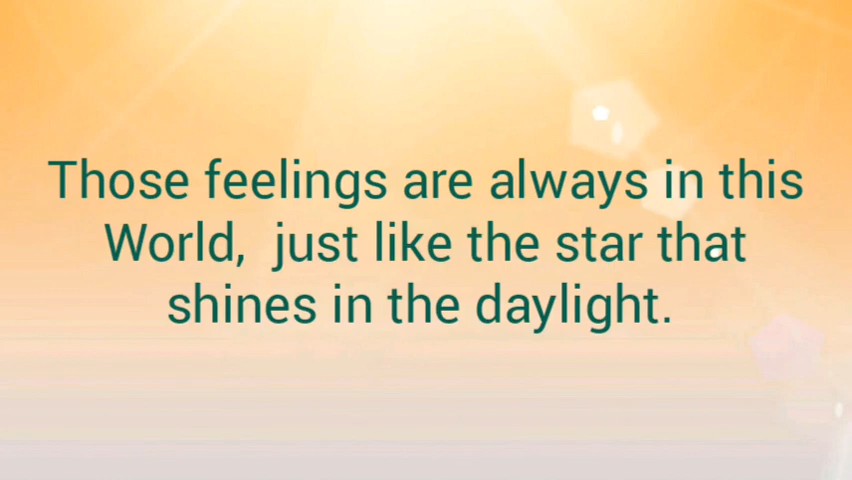 Those feelings are always in this
World,  just like the star that
shines in the daylight.